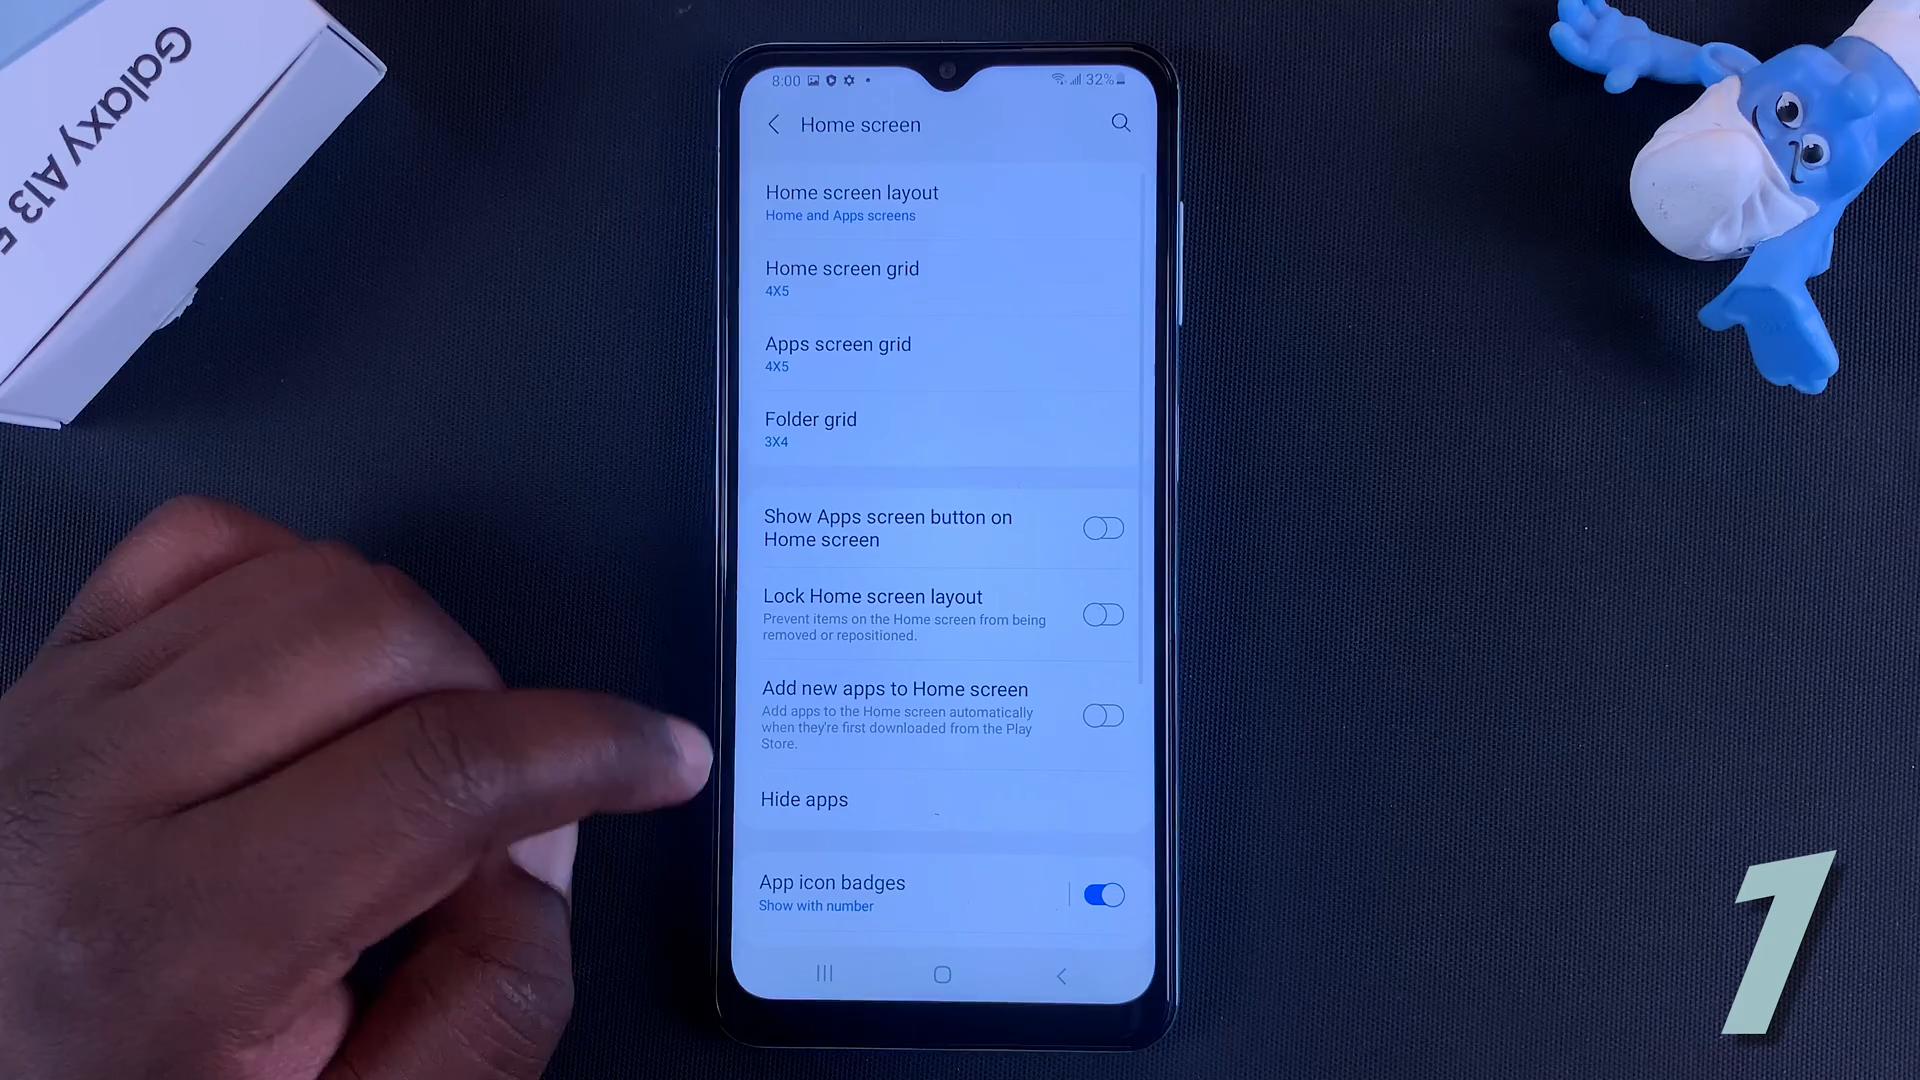 Galaxy A13 5
8:00
32%
Home screen
Home screen layout
Home and Apps screens
Home screen grid
4X5
Apps screen grid
4X5
Folder grid
3X4
Show Apps screen button on
Home screen
Lock Home screen layout
Prevent items on the Home screen from being
removed or repositioned.
Add new apps to Home screen
Add apps to the Home screen automatically
when they're first downloaded from the Play
Store.
Hide apps
App icon badges
Show with number
1